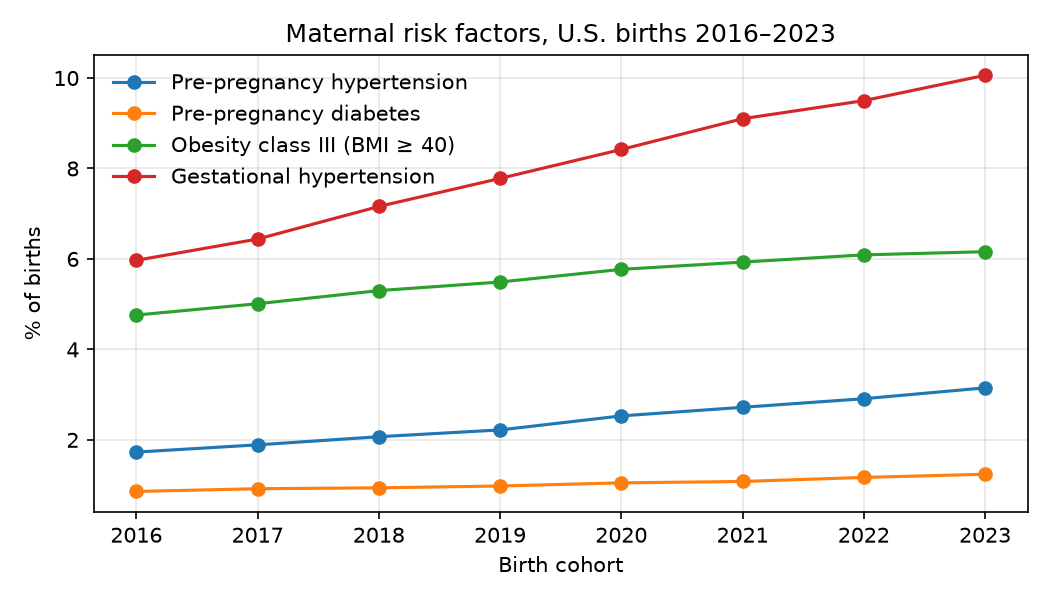 Maternal risk factors, U.S. births 2016–2023
Pre-pregnancy hypertension
Pre-pregnancy diabetes
Obesity class III (BMI ≥ 40)
Gestational hypertension
% of births
10
8
6
4
2
2016 2017 2018 2019 2020 2021 2022 2023
Birth cohort